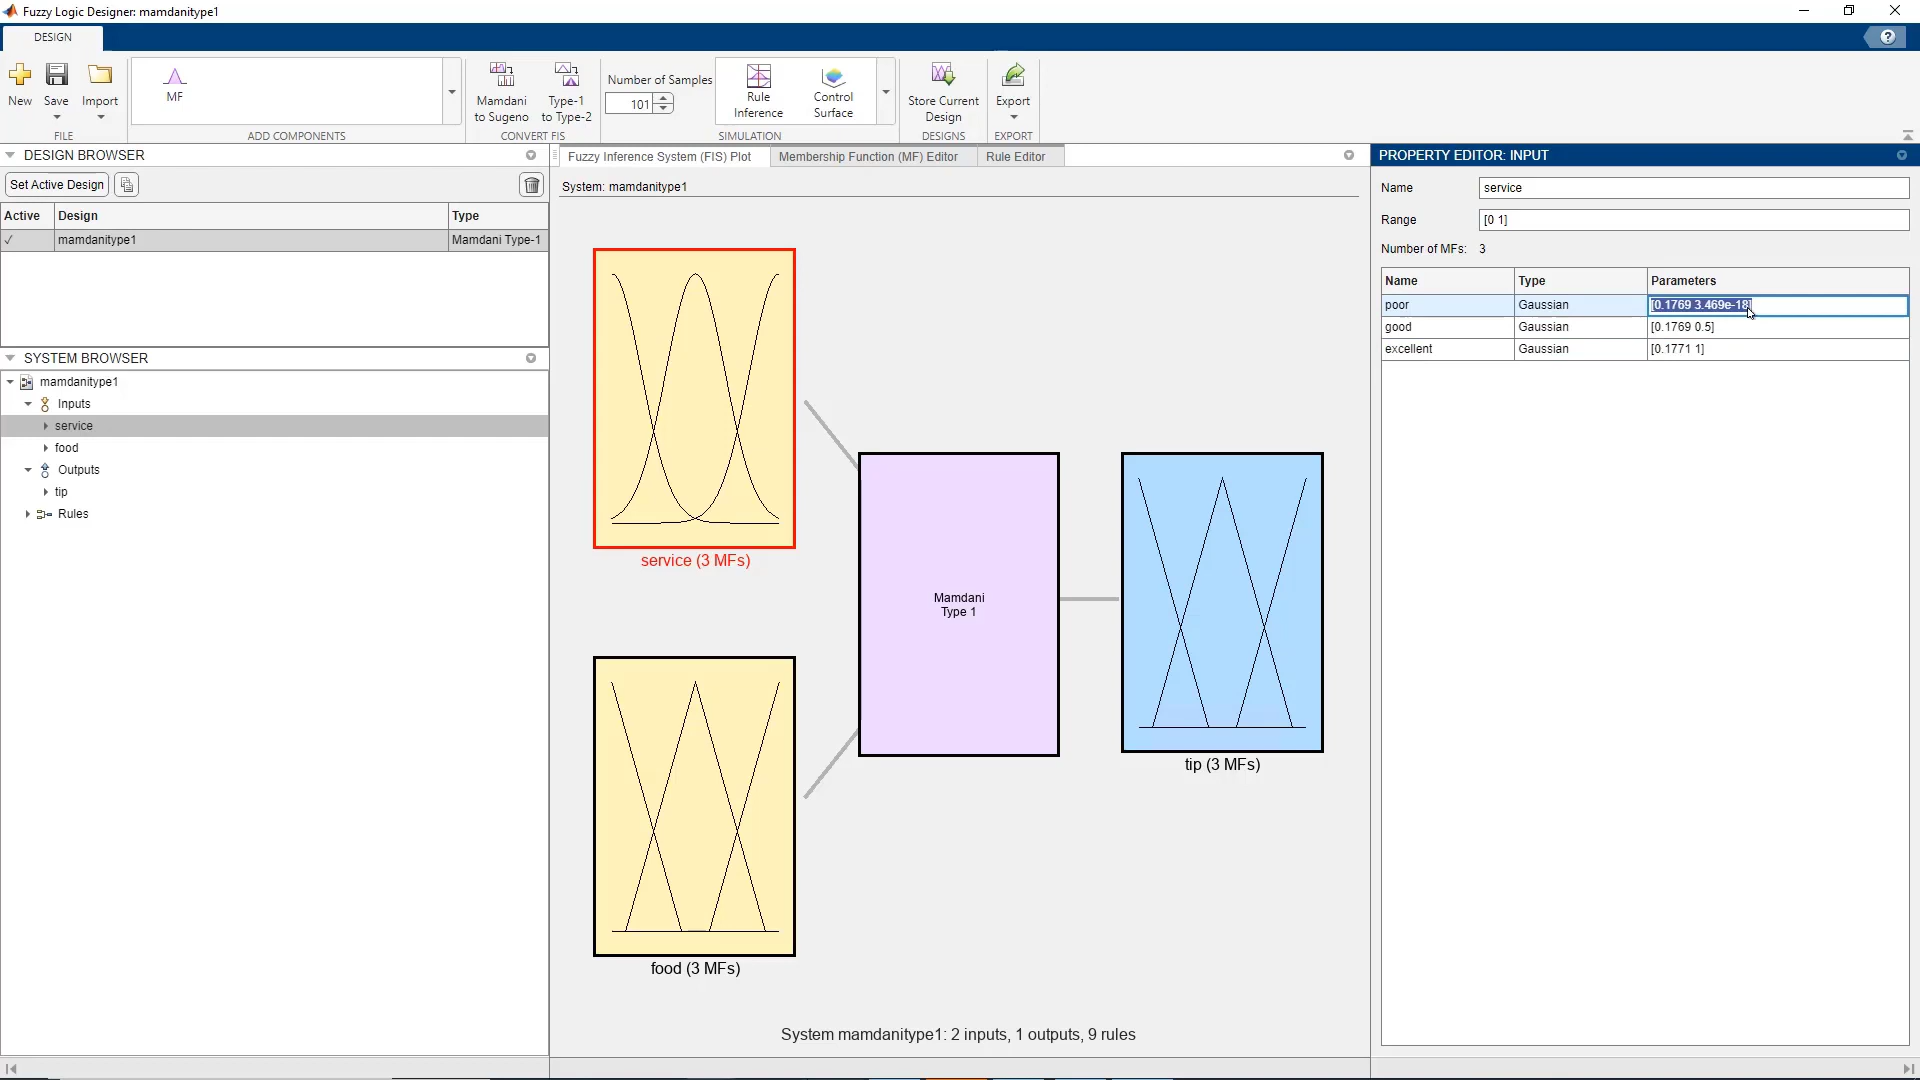 Fuzzy Logic Designer: mamdanitype1
DESIGN
New
Save
Import
FILE
MF
ADD COMPONENTS
Mamdani
to Sugeno
Type-1
to Type-2
CONVERT FIS
Number of Samples
101
Rule
Inference
Control
Surface
SIMULATION
Store Current
Design
DESIGNS
Export
EXPORT
DESIGN BROWSER
Set Active Design
Active Design Type
✓ mamdanitype1 Mamdani Type-1
SYSTEM BROWSER
mamdanitype1
Inputs
service
food
Outputs
tip
Rules
Fuzzy Inference System (FIS) Plot
Membership Function (MF) Editor
Rule Editor
System: mamdanitype1
service (3 MFs)
food (3 MFs)
Mamdani
Type 1
tip (3 MFs)
System mamdanitype1: 2 inputs, 1 outputs, 9 rules
PROPERTY EDITOR: INPUT
Name service
Range [0 1]
Number of MFs: 3
Name Type Parameters
poor Gaussian [0.1769 3.469e-18]
good Gaussian [0.1769 0.5]
excellent Gaussian [0.1771 1]